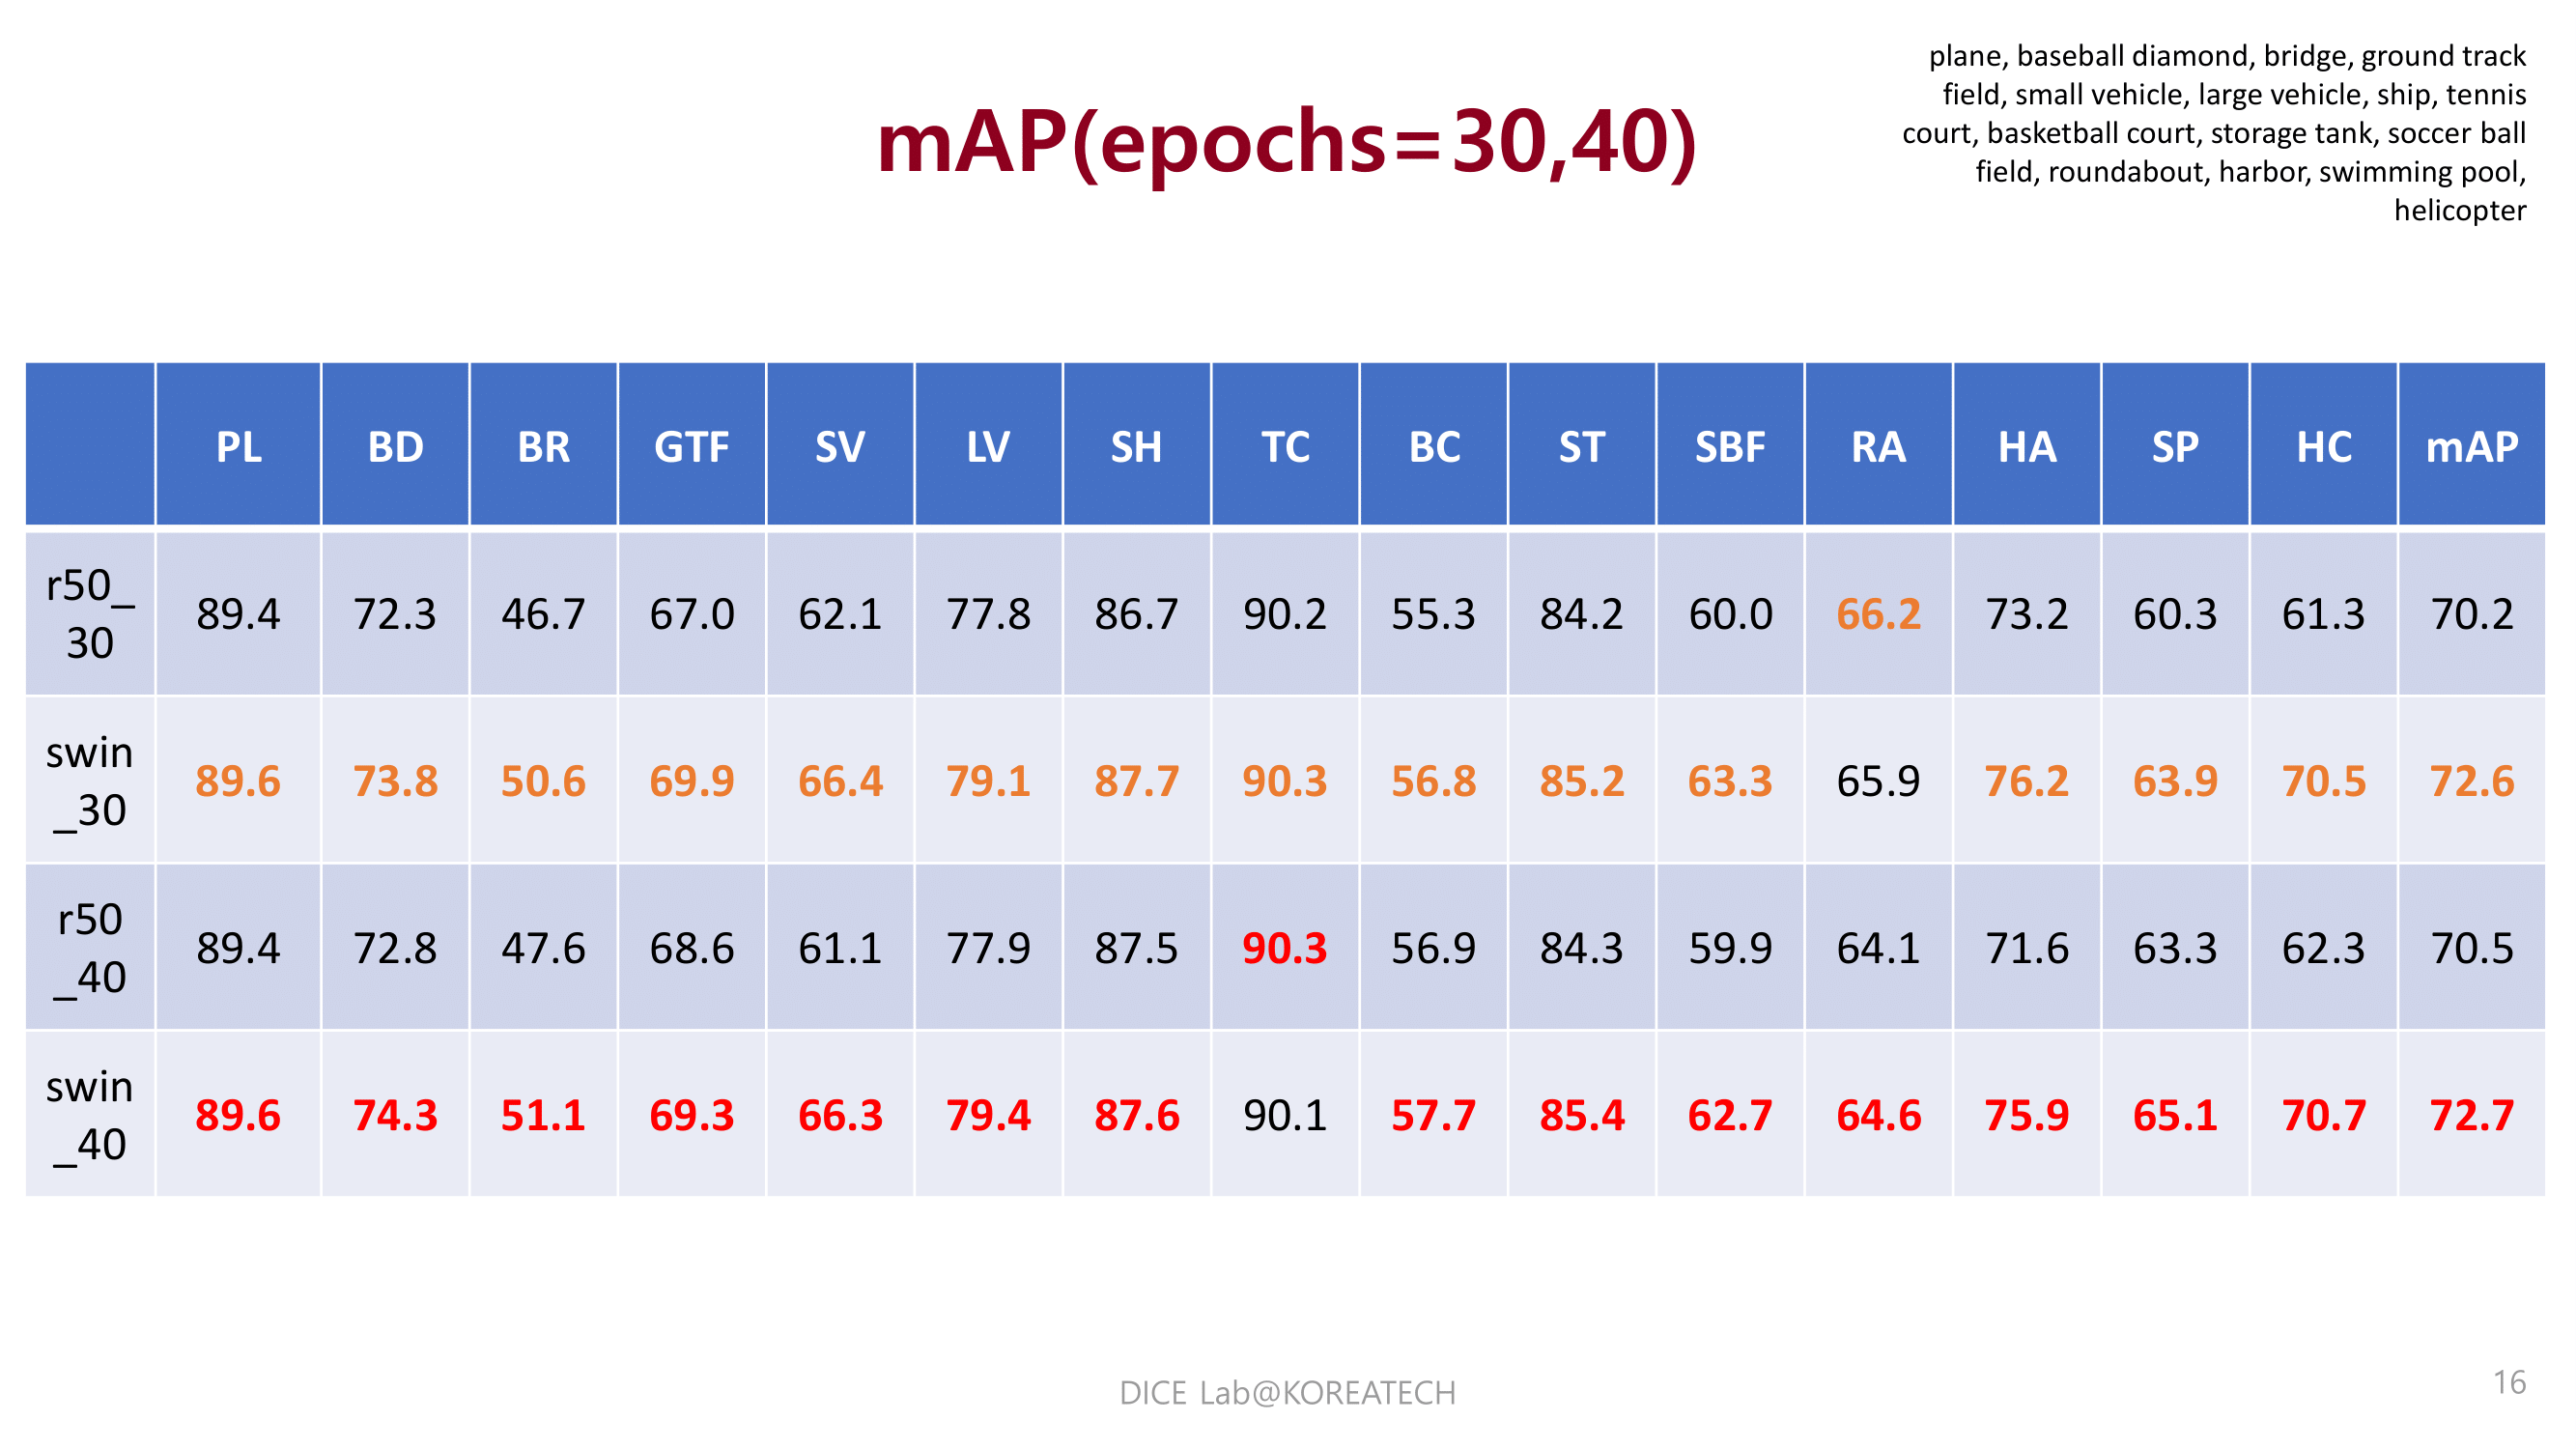 mAP(epochs=30,40)
plane, baseball diamond, bridge, ground track
field, small vehicle, large vehicle, ship, tennis
court, basketball court, storage tank, soccer ball
field, roundabout, harbor, swimming pool,
helicopter
PL BD BR GTF SV LV SH TC BC ST SBF RA HA SP HC mAP
r50_
30
89.4 72.3 46.7 67.0 62.1 77.8 86.7 90.2 55.3 84.2 60.0 66.2 73.2 60.3 61.3 70.2
swin
_30
89.6 73.8 50.6 69.9 66.4 79.1 87.7 90.3 56.8 85.2 63.3 65.9 76.2 63.9 70.5 72.6
r50
_40
89.4 72.8 47.6 68.6 61.1 77.9 87.5 90.3 56.9 84.3 59.9 64.1 71.6 63.3 62.3 70.5
swin
_40
89.6 74.3 51.1 69.3 66.3 79.4 87.6 90.1 57.7 85.4 62.7 64.6 75.9 65.1 70.7 72.7
DICE Lab@KOREATECH
16